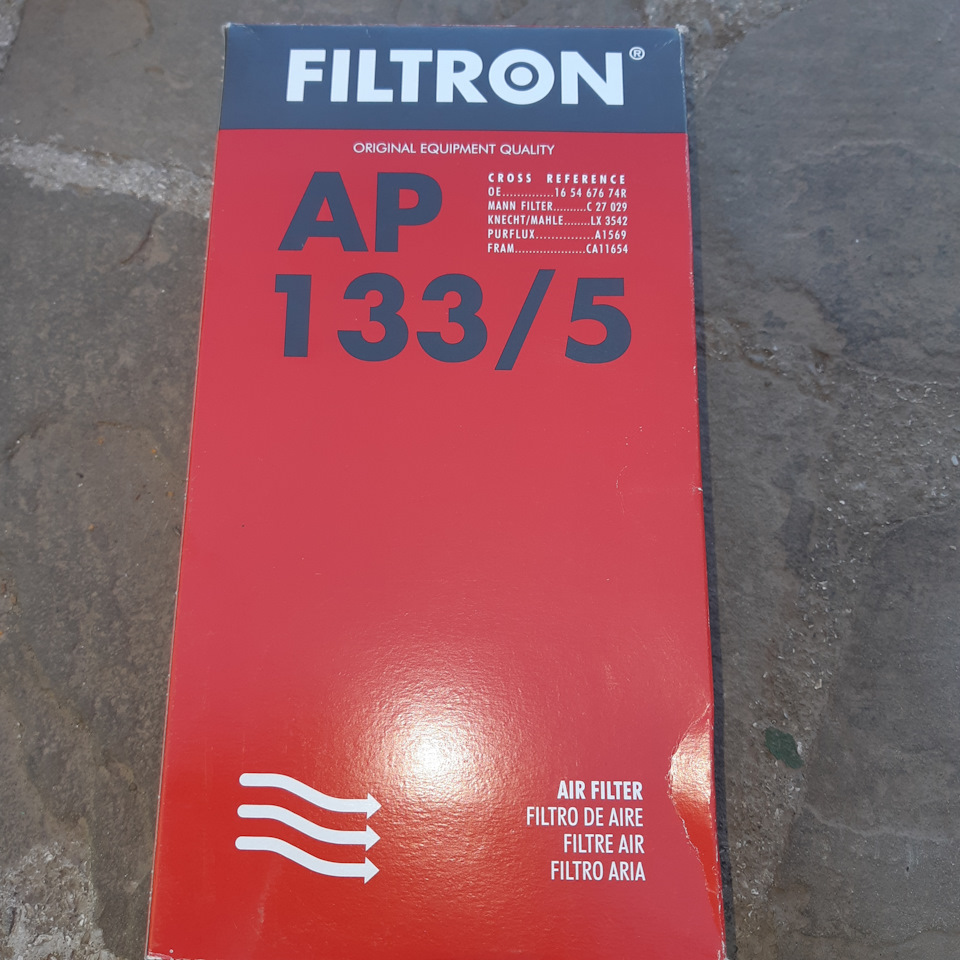 FILTRON®
ORIGINAL EQUIPMENT QUALITY
AP
133/5
CROSS REFERENCE
OE..............16 54 676 74R
MANN FILTER..........C 27 029
KNECHT/MAHLE........LX 3542
PURFLUX...............A1569
FRAM....................CA11654
AIR FILTER
FILTRO DE AIRE
FILTRE AIR
FILTRO ARIA